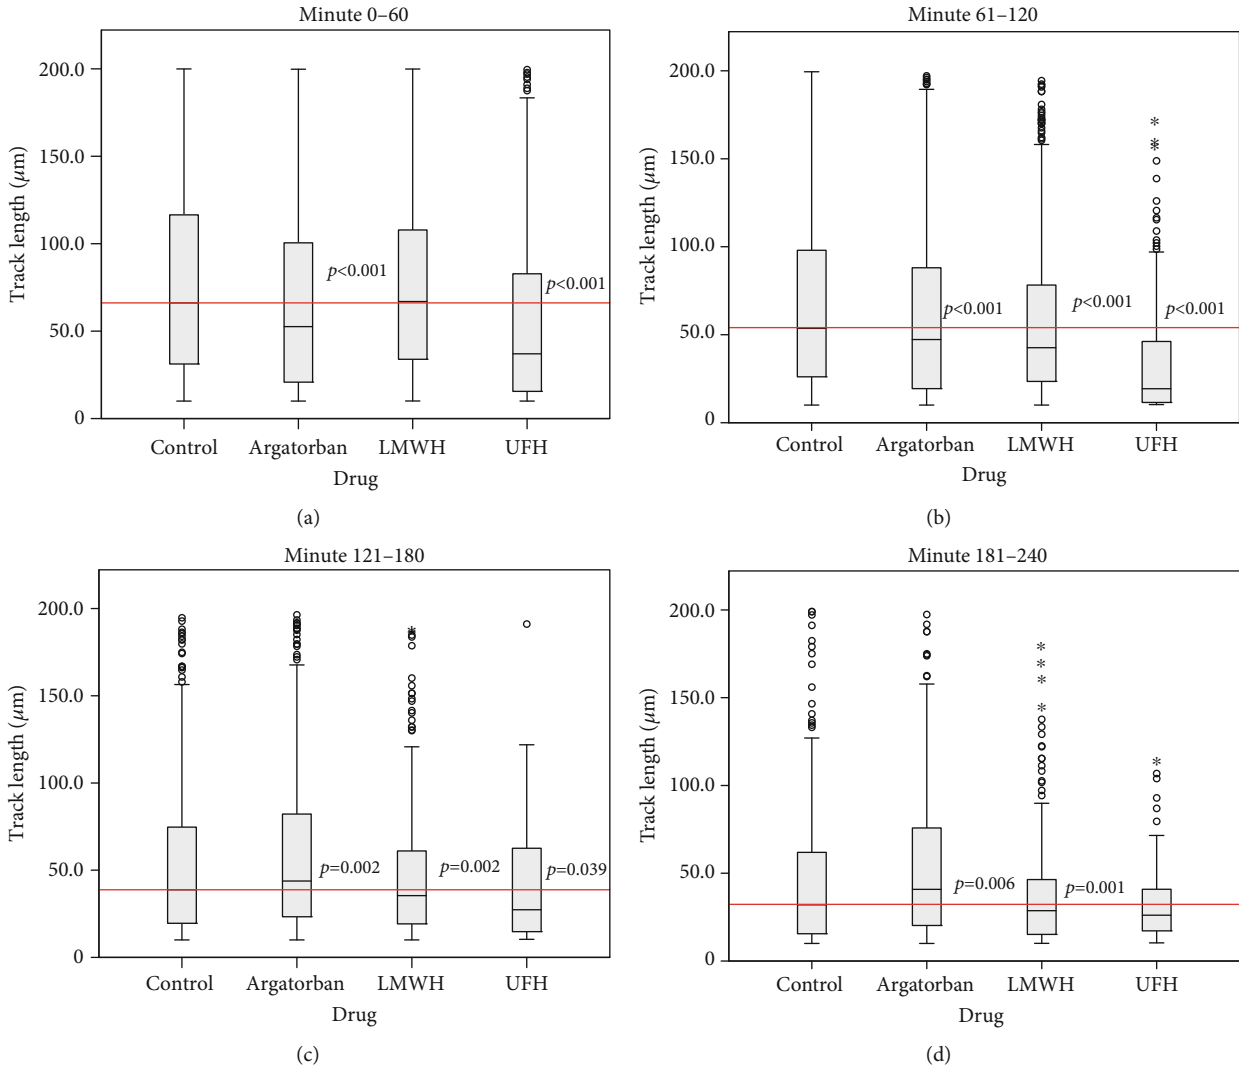 Minute 0–60
Track length (μm)
200.0
150.0
100.0
50.0
0
p<0.001
p<0.001
Control
Argatorban
LMWH
UFH
Drug
(a)
Minute 61–120
Track length (μm)
200.0
150.0
100.0
50.0
0
p<0.001
p<0.001
p<0.001
Control
Argatorban
LMWH
UFH
Drug
(b)
Minute 121–180
Track length (μm)
200.0
150.0
100.0
50.0
0
p=0.002
p=0.002
p=0.039
Control
Argatorban
LMWH
UFH
Drug
(c)
Minute 181–240
Track length (μm)
200.0
150.0
100.0
50.0
0
p=0.006
p=0.001
Control
Argatorban
LMWH
UFH
Drug
(d)